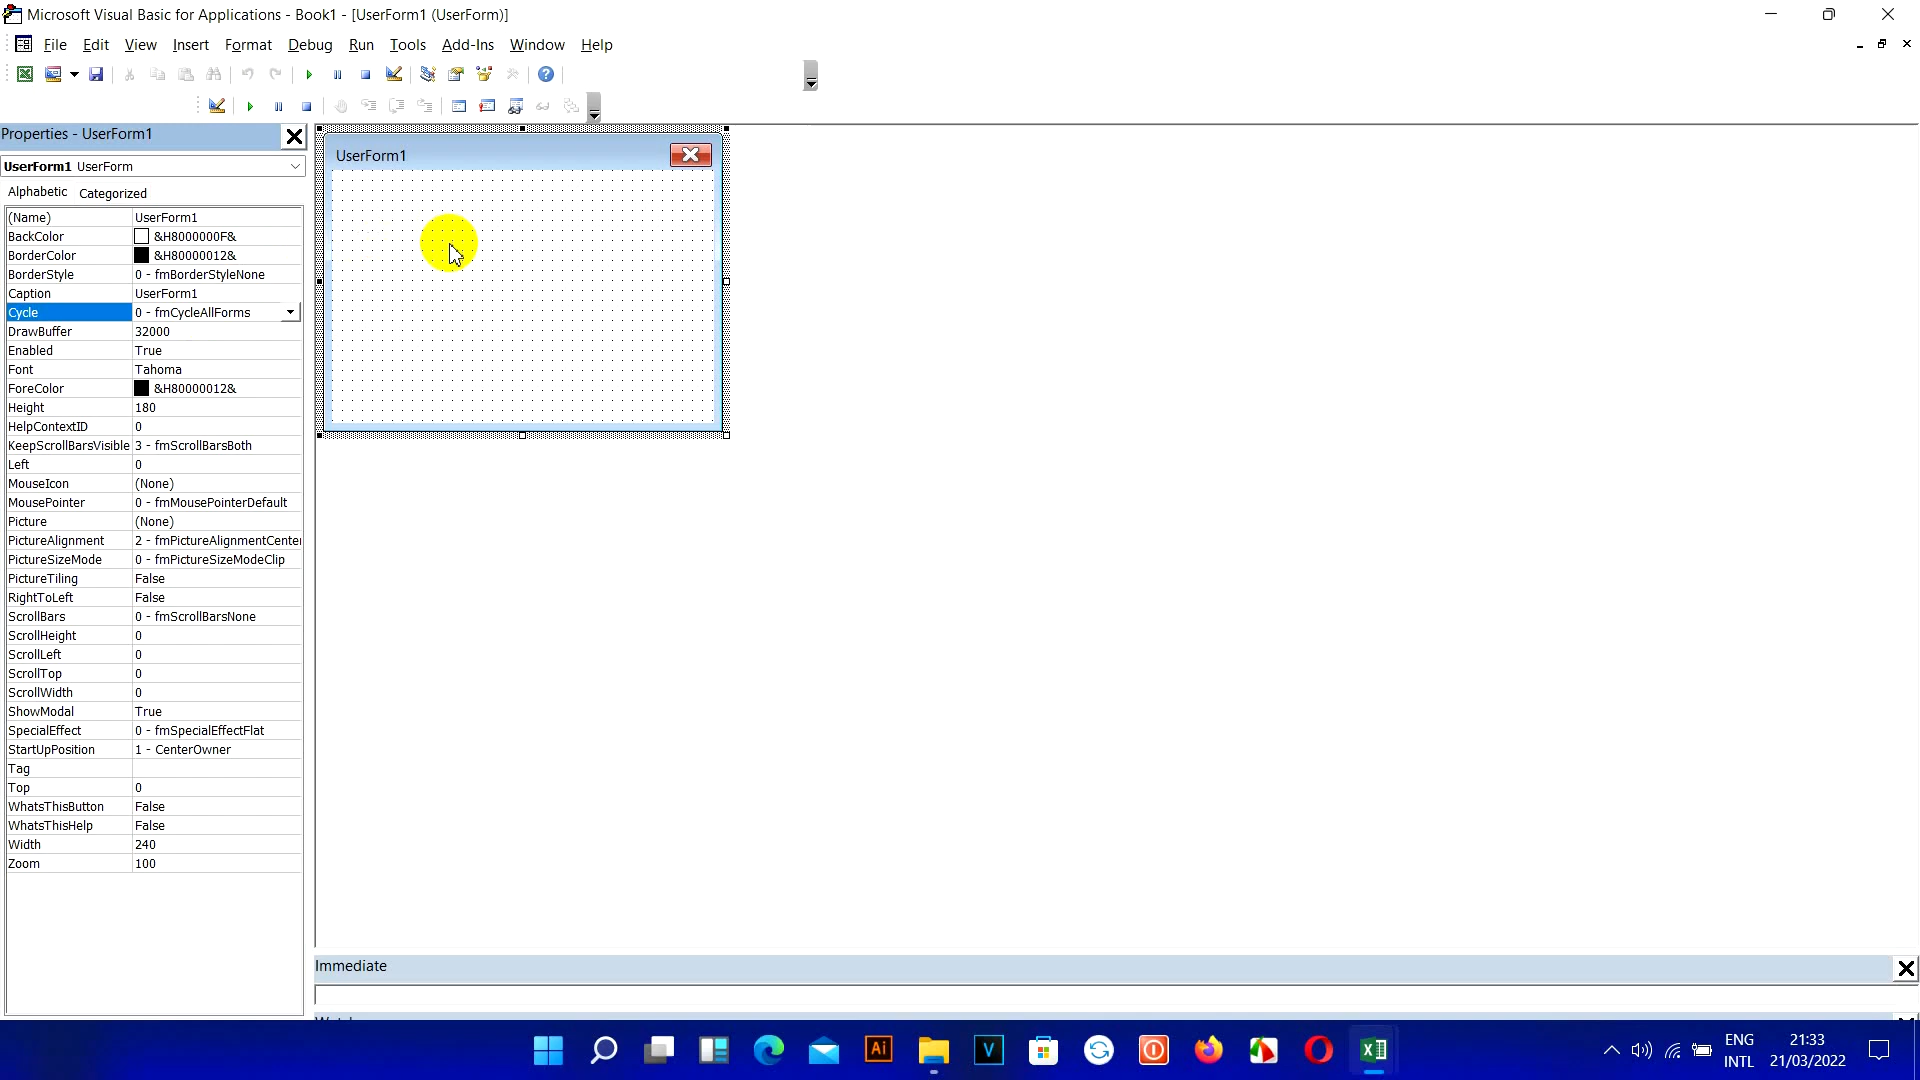 Microsoft Visual Basic for Applications - Book1 - [UserForm1 (UserForm)]
File Edit View Insert Format Debug Run Tools Add-Ins Window Help
Properties - UserForm1
UserForm1 UserForm
Alphabetic Categorized
(Name) UserForm1
BackColor &H8000000F&
BorderColor &H80000012&
BorderStyle 0 - fmBorderStyleNone
Caption UserForm1
Cycle 0 - fmCycleAllForms
DrawBuffer 32000
Enabled True
Font Tahoma
ForeColor &H80000012&
Height 180
HelpContextID 0
KeepScrollBarsVisible 3 - fmScrollBarsBoth
Left 0
MouseIcon (None)
MousePointer 0 - fmMousePointerDefault
Picture (None)
PictureAlignment 2 - fmPictureAlignmentCenter
PictureSizeMode 0 - fmPictureSizeModeClip
PictureTiling False
RightToLeft False
ScrollBars 0 - fmScrollBarsNone
ScrollHeight 0
ScrollLeft 0
ScrollTop 0
ScrollWidth 0
ShowModal True
SpecialEffect 0 - fmSpecialEffectFlat
StartUpPosition 1 - CenterOwner
Tag
Top 0
WhatsThisButton False
WhatsThisHelp False
Width 240
Zoom 100
UserForm1
Immediate
Ai
V
ENG
INTL
21:33
21/03/2022